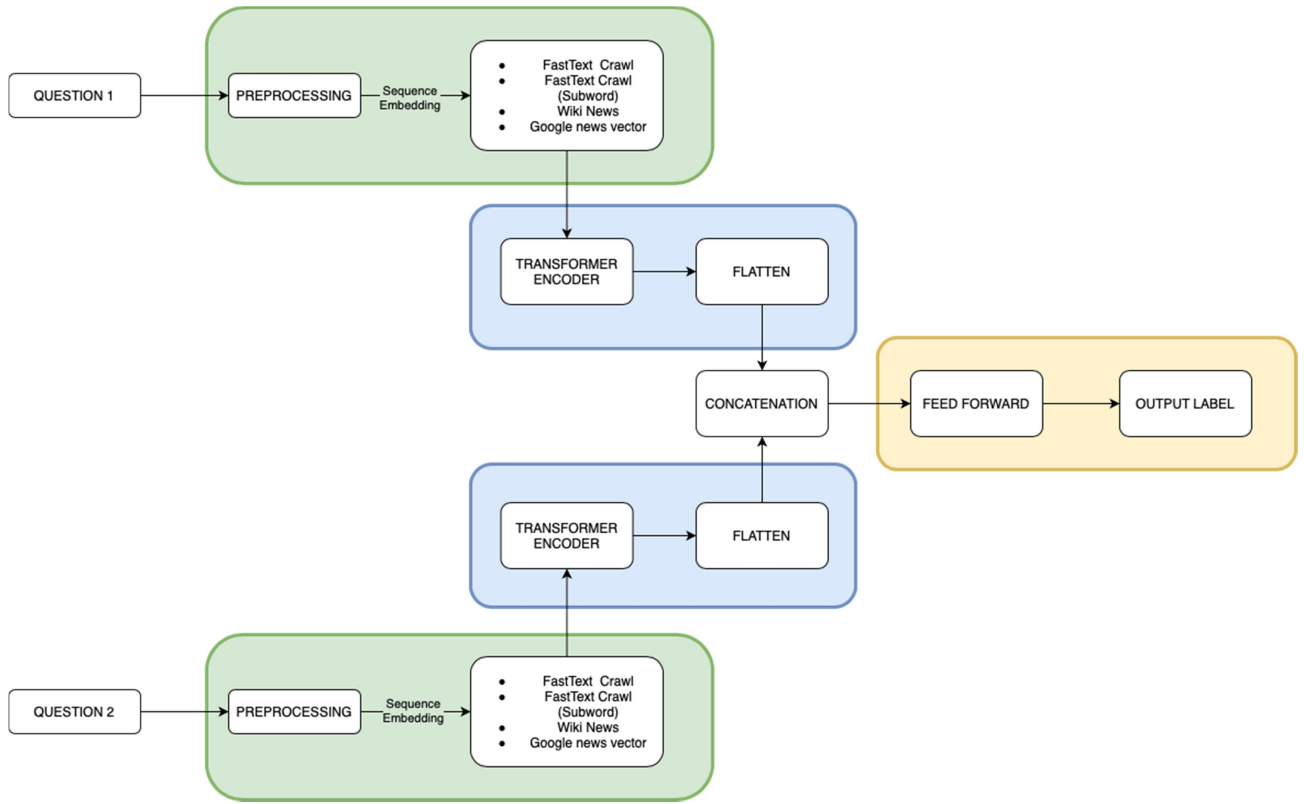 QUESTION 1
PREPROCESSING
Sequence
Embedding
• FastText Crawl
• FastText Crawl
(Subword)
• Wiki News
• Google news vector
TRANSFORMER
ENCODER
FLATTEN
CONCATENATION
FEED FORWARD
OUTPUT LABEL
TRANSFORMER
ENCODER
FLATTEN
QUESTION 2
PREPROCESSING
Sequence
Embedding
• FastText Crawl
• FastText Crawl
(Subword)
• Wiki News
• Google news vector